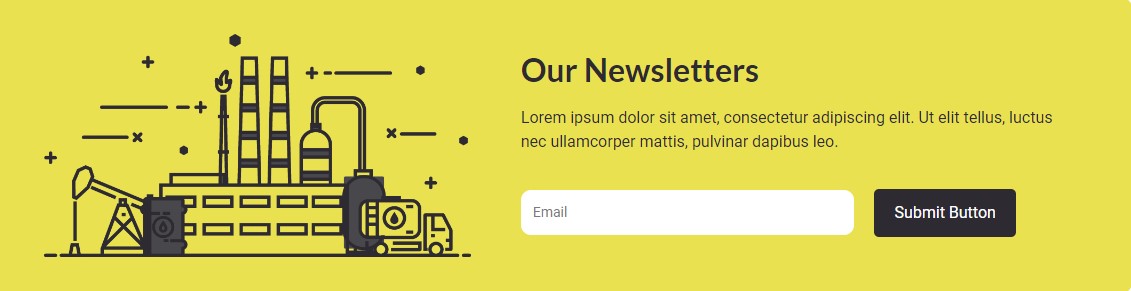 Our Newsletters
Lorem ipsum dolor sit amet, consectetur adipiscing elit. Ut elit tellus, luctus
nec ullamcorper mattis, pulvinar dapibus leo.
Email
Submit Button